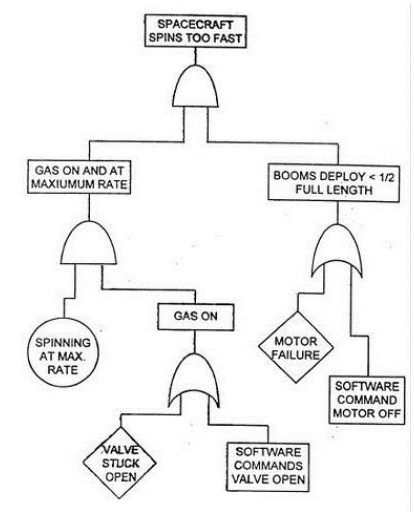 SPACECRAFT
SPINS TOO FAST
GAS ON AND AT
MAXIUMUM RATE
BOOMS DEPLOY < 1/2
FULL LENGTH
GAS ON
SPINNING
AT MAX.
RATE
MOTOR
FAILURE
SOFTWARE
COMMAND
MOTOR OFF
VALVE
STUCK
OPEN
SOFTWARE
COMMANDS
VALVE OPEN